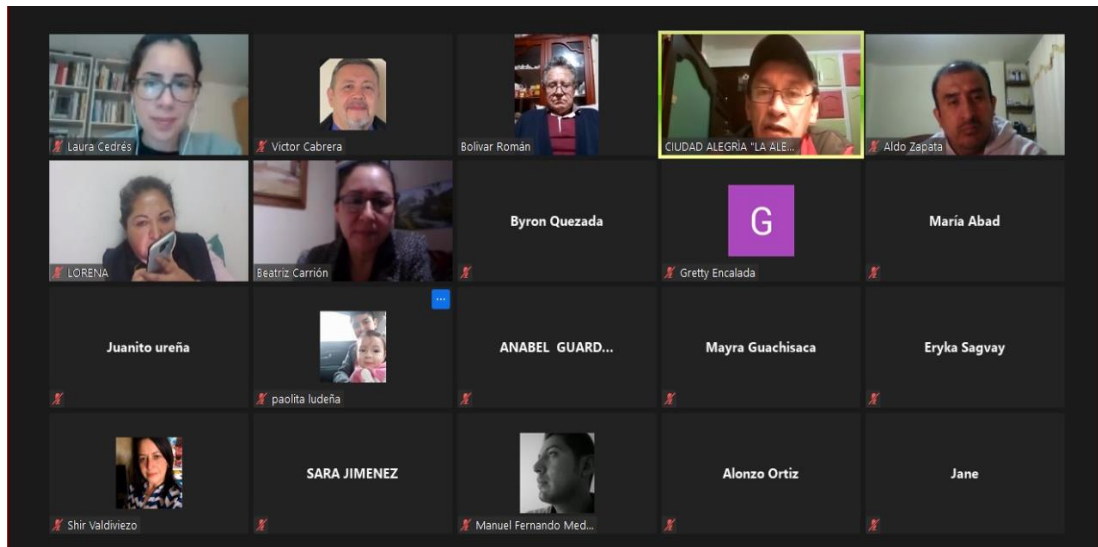 Laura Cedrés
Victor Cabrera
Bolivar Román
CIUDAD ALEGRÌA "LA ALE...
Aldo Zapata
LORENA
Beatriz Carrión
Byron Quezada
G
Gretty Encalada
María Abad
Juanito ureña
...
paolita ludeña
ANABEL GUARD...
Mayra Guachisaca
Eryka Sagvay
Shir Valdiviezo
SARA JIMENEZ
Manuel Fernando Med...
Alonzo Ortiz
Jane